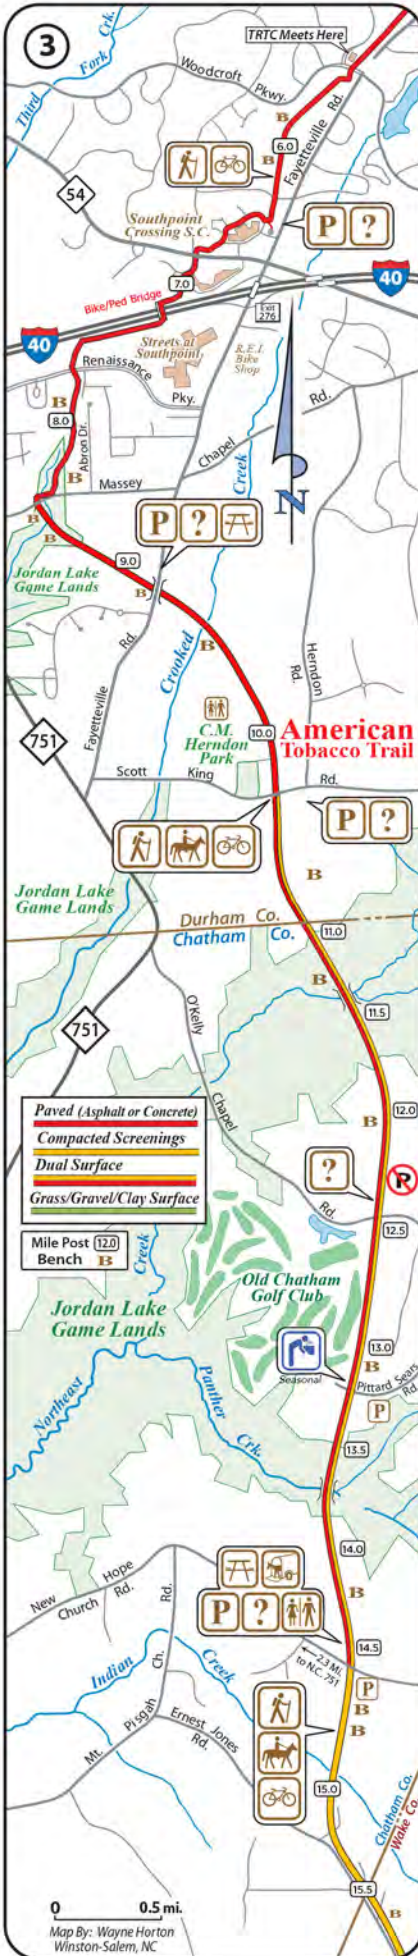 3
TRTC Meets Here
Third Fork Crk.
Woodcroft Pkwy.
Fayetteville Rd.
B
6.0
B
54
Southpoint
Crossing S.C.
P ?
7.0
Bike/Ped Bridge
40
40
Exit
276
Streets at
Southpoint
R.E.I.
Bike
Shop
Renaissance Pky.
B
8.0
Abron Dr.
Chapel Rd.
Massey
B
Creek
N
P ?
B
B
9.0
B
Jordan Lake
Game Lands
B
Fayetteville Rd.
Crooked
Herndon Rd.
10.0
American
Tobacco Trail
C.M.
Herndon
Park
751
Scott King Rd.
P ?
B
Jordan Lake
Game Lands
Durham Co.
Chatham Co.
11.0
B
11.5
751
O'Kelly Chapel Rd.
Paved (Asphalt or Concrete)
Compacted Screenings
Dual Surface
Grass/Gravel/Clay Surface
12.0
B
?
P
12.5
Mile Post 12.0
Bench B
Creek
Old Chatham
Golf Club
Jordan Lake
Game Lands
13.0
B
Seasonal
Pittard Sears
Rd.
P
Northeast
Panther
Crk.
13.5
14.0
New Hope
Church Rd.
B
P ?
14.5
2.3 Mi.
to N.C. 751
P
B
B
Indian Creek
Mt. Pisgah Ch. Rd.
Ernest Jones
Rd.
15.0
Chatham Co.
Wake Co.
15.5
B
0 0.5 mi.
Map By: Wayne Horton
Winston-Salem, NC